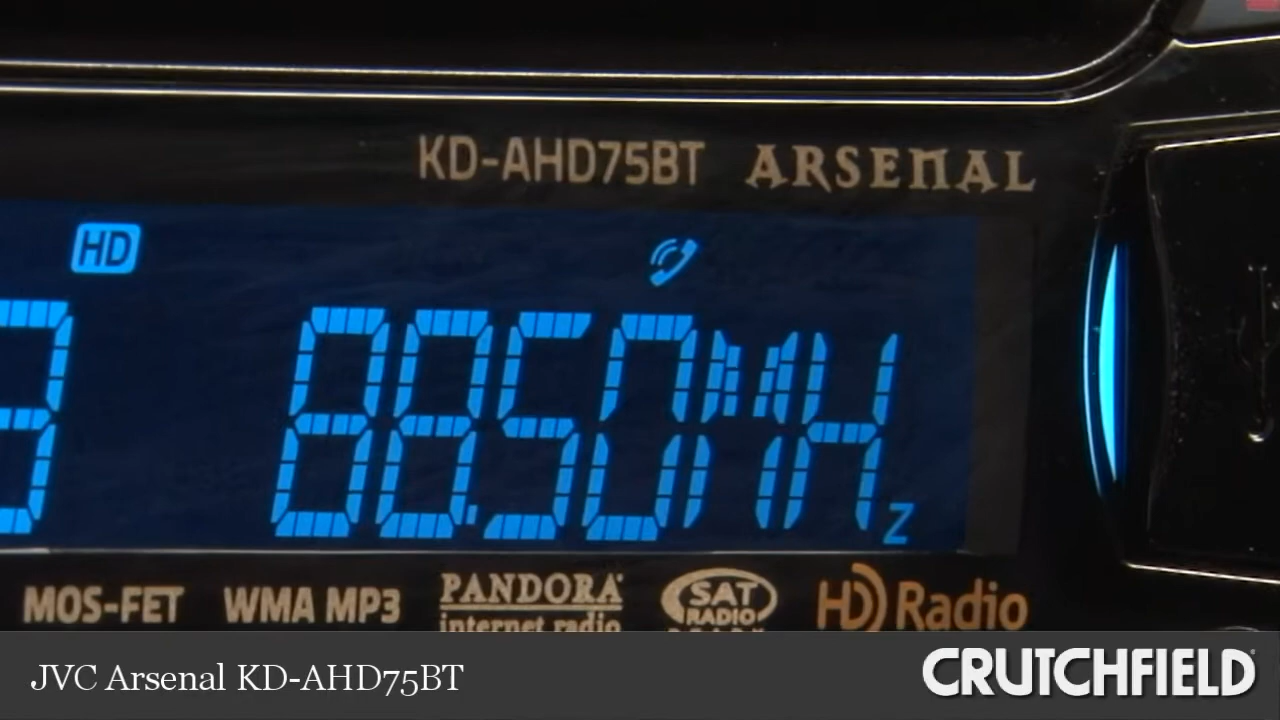 KD-AHD75BT ARSENAL
HD
88.50MHz
MOS-FET WMA MP3 PANDORA internet radio SAT RADIO HD Radio
JVC Arsenal KD-AHD75BT
CRUTCHFIELD